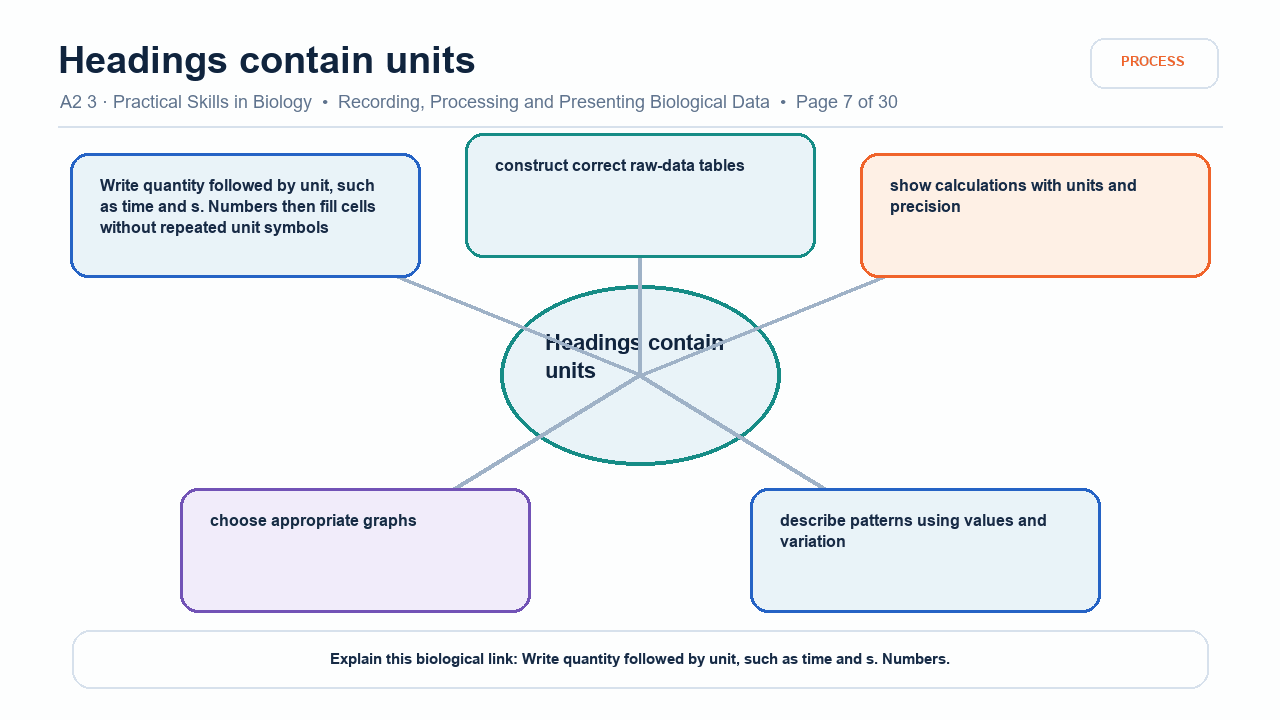 Headings contain units
PROCESS
A2 3 · Practical Skills in Biology • Recording, Processing and Presenting Biological Data • Page 7 of 30
Write quantity followed by unit, such
as time and s. Numbers then fill cells
without repeated unit symbols
construct correct raw-data tables
show calculations with units and
precision
Headings contain
units
choose appropriate graphs
describe patterns using values and
variation
Explain this biological link: Write quantity followed by unit, such as time and s. Numbers.